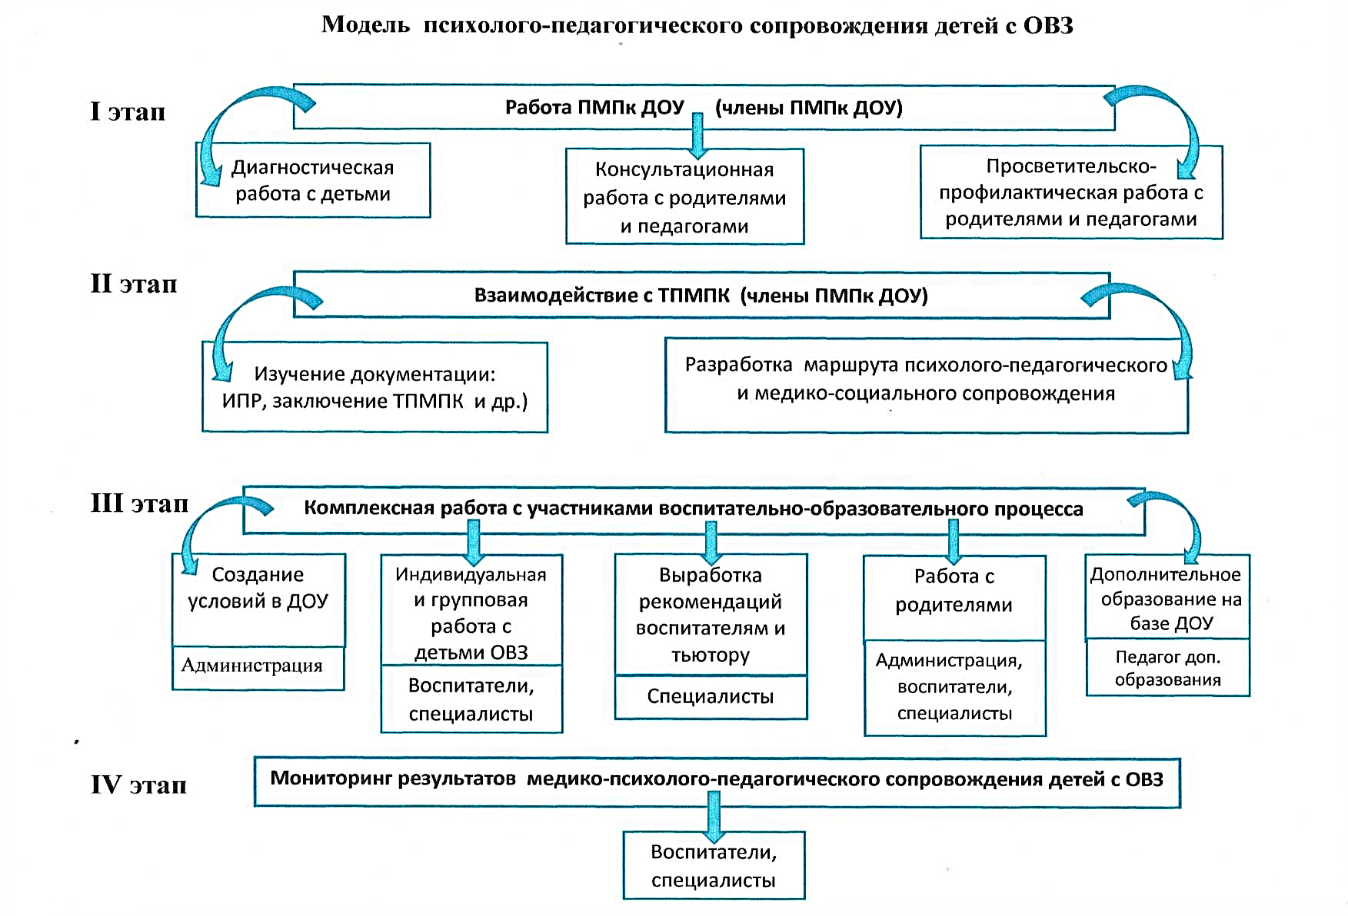 Модель психолого-педагогического сопровождения детей с ОВЗ
I этап
Работа ПМПк ДОУ (члены ПМПк ДОУ)
Диагностическая
работа с детьми
Консультационная
работа с родителями
и педагогами
Просветительско-
профилактическая работа с
родителями и педагогами
II этап
Взаимодействие с ТПМПК (члены ПМПк ДОУ)
Изучение документации:
ИПР, заключение ТПМПК и др.)
Разработка маршрута психолого-педагогического
и медико-социального сопровождения
III этап
Комплексная работа с участниками воспитательно-образовательного процесса
Создание
условий в ДОУ
Администрация
Индивидуальная
и групповая
работа с
детьми ОВЗ
Воспитатели,
специалисты
Выработка
рекомендаций
воспитателям и
тьютору
Специалисты
Работа с
родителями
Администрация,
воспитатели,
специалисты
Дополнительное
образование на
базе ДОУ
Педагог доп.
образования
IV этап
Мониторинг результатов медико-психолого-педагогического сопровождения детей с ОВЗ
Воспитатели,
специалисты